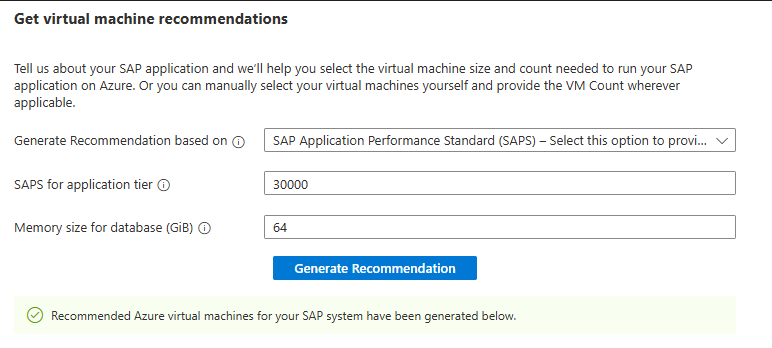 Get virtual machine recommendations
Tell us about your SAP application and we'll help you select the virtual machine size and count needed to run your SAP
application on Azure. Or you can manually select your virtual machines yourself and provide the VM Count wherever
applicable.
Generate Recommendation based on
SAP Application Performance Standard (SAPS) – Select this option to provi...
SAPS for application tier
30000
Memory size for database (GiB)
64
Generate Recommendation
Recommended Azure virtual machines for your SAP system have been generated below.